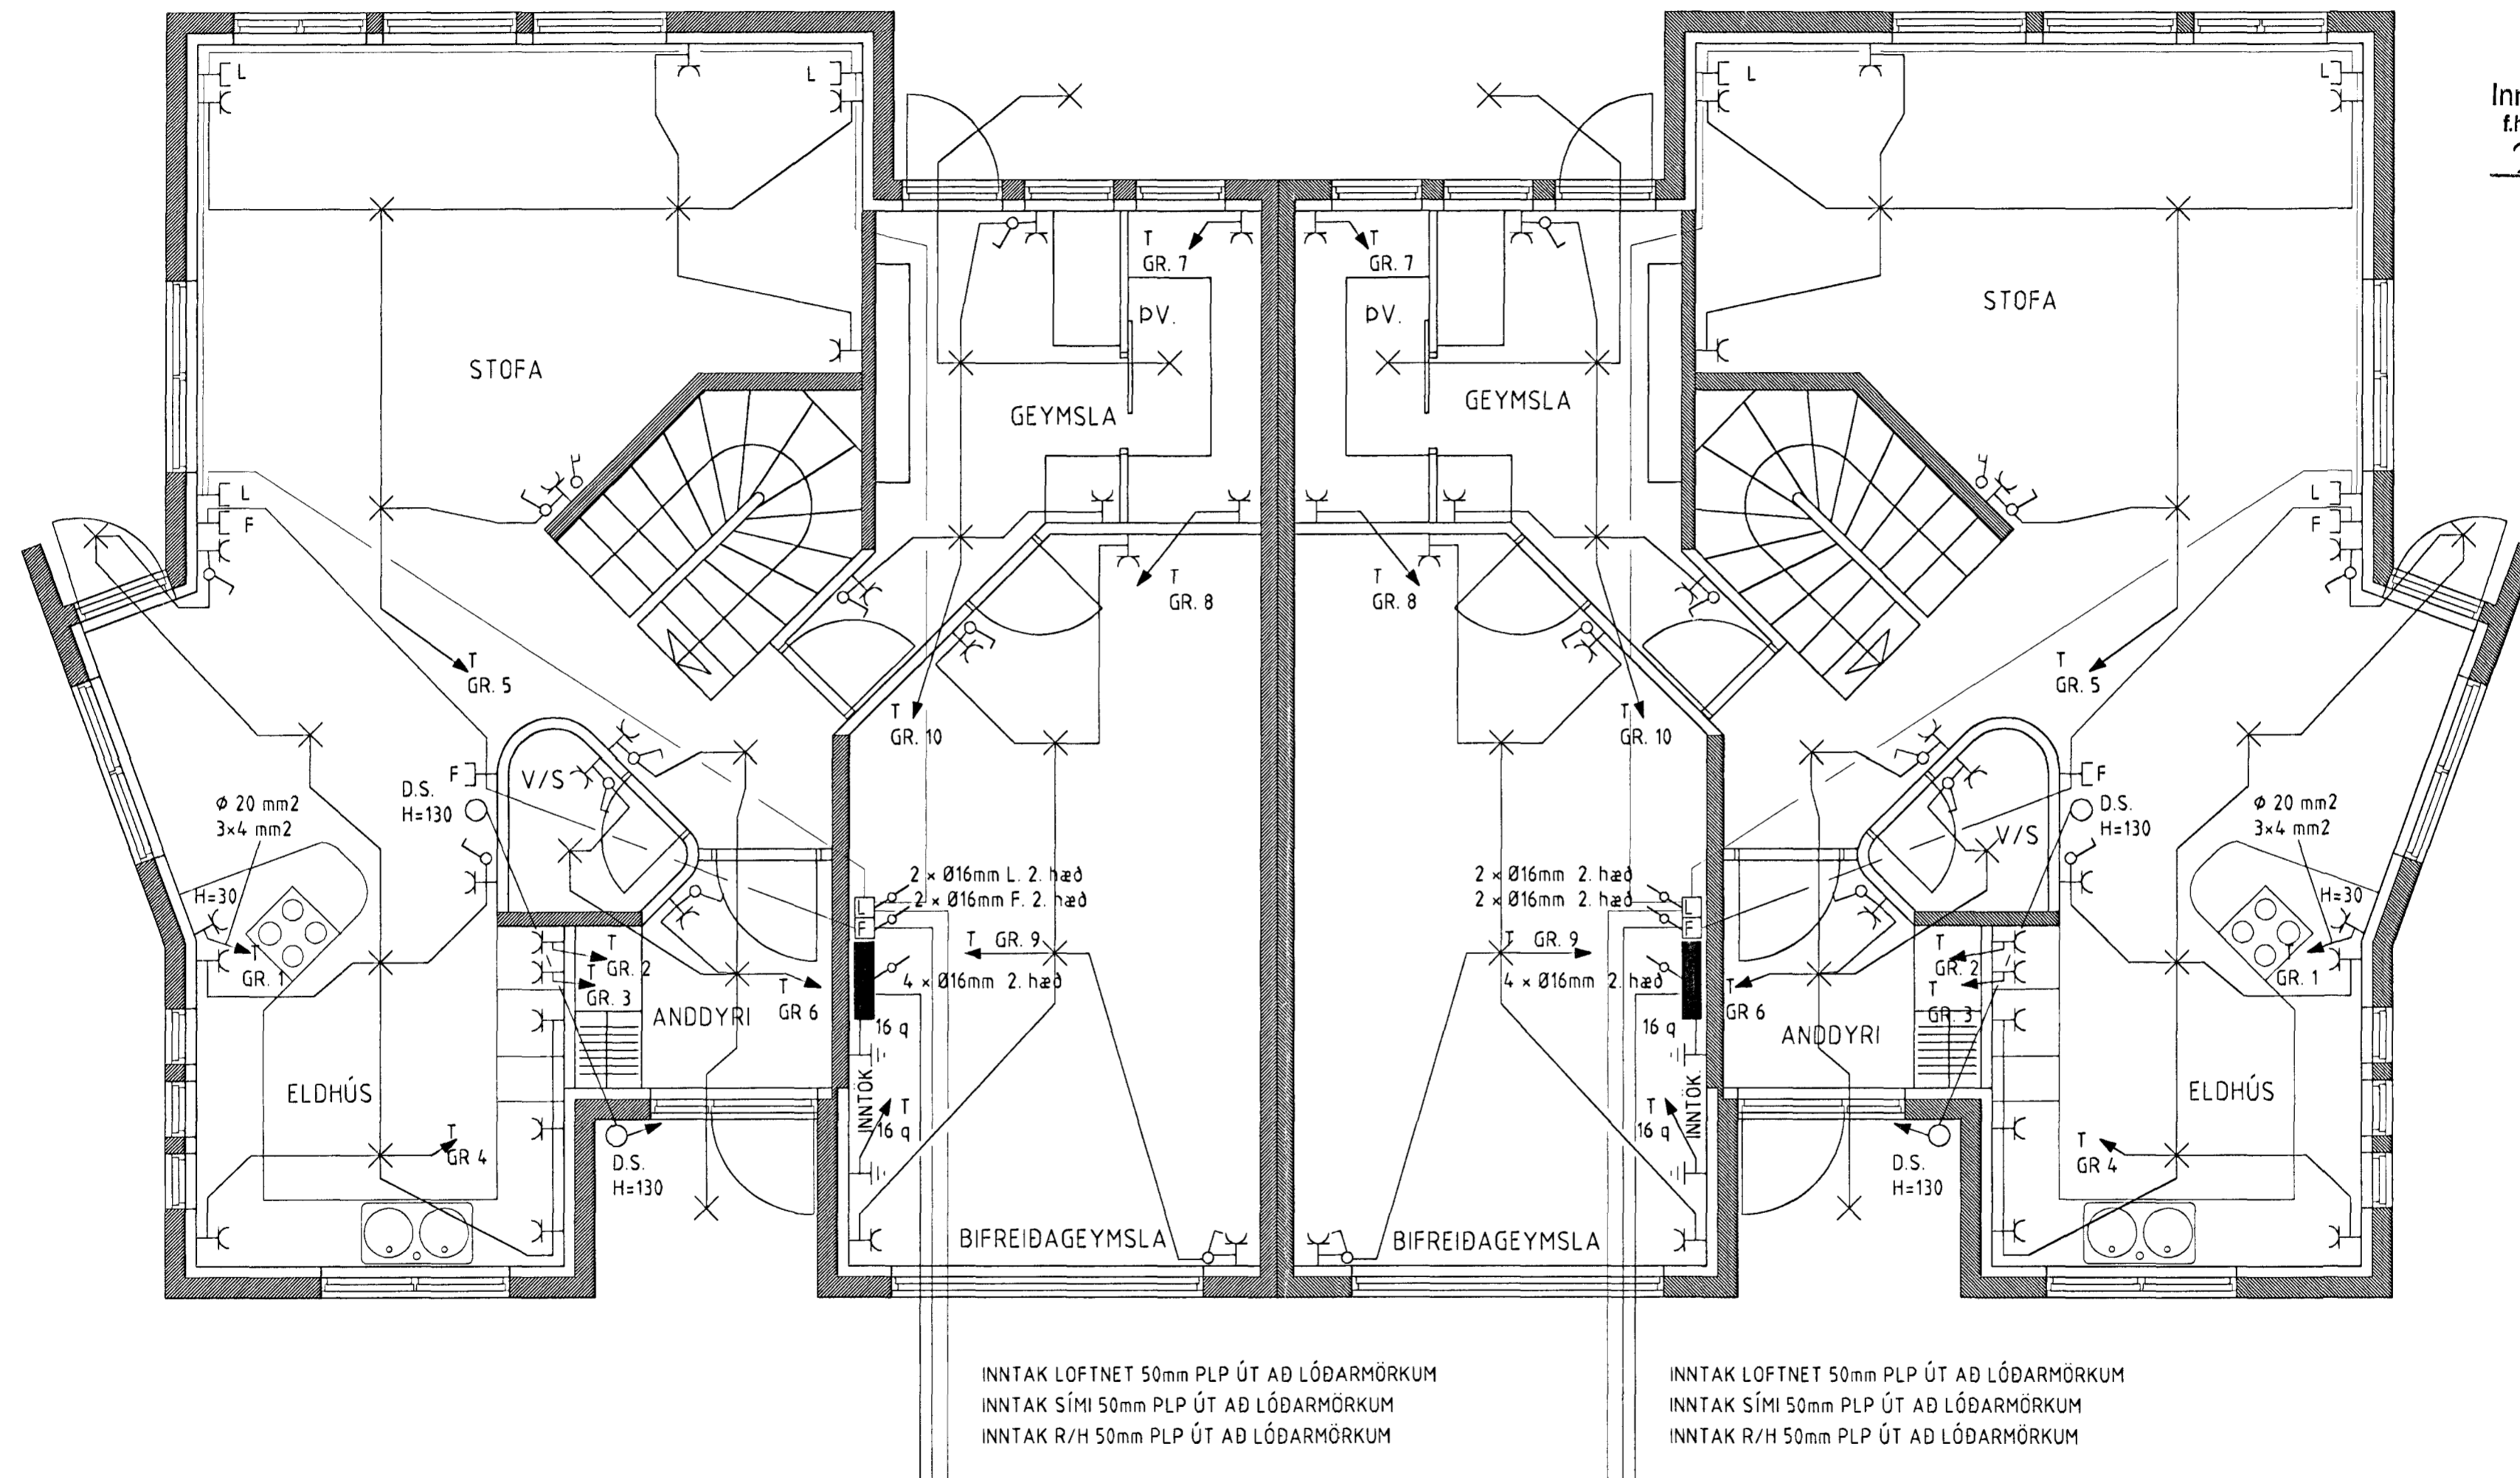 L
L
L
L
Inn
f.h
T
GR. 7
T
GR. 7
STOFA
STOFA
ÞV.
ÞV.
GEYMSLA
GEYMSLA
L
F
L
F
T
GR. 8
T
GR. 8
T
GR. 5
T
GR. 5
T
GR. 10
T
GR. 10
F
V/S
D.S.
H=130
F
V/S
D.S.
H=130
φ 20 mm2
3×4 mm2
φ 20 mm2
3×4 mm2
H=30
H=30
2 × Ø16mm L. 2. hæð
2 × Ø16mm F. 2. hæð
2 × Ø16mm 2. hæð
2 × Ø16mm 2. hæð
L
F
L
F
T
GR. 1
T
GR. 2
T
GR. 3
T
GR 6
T GR. 9
4 × Ø16mm 2. hæð
T GR. 9
4 × Ø16mm 2. hæð
T
GR 6
T
GR. 2
T
GR. 3
T
GR. 1
ANDDYRI
ANDDYRI
16 q
16 q
INNTÖK
INNTÖK
T
16 q
T
16 q
ELDHÚS
ELDHÚS
T
GR 4
T
GR 4
D.S.
H=130
D.S.
H=130
BIFREIÐAGEYMSLA
BIFREIÐAGEYMSLA
INNTAK LOFTNET 50mm PLP ÚT AÐ LÓÐARMÖRKUM
INNTAK SÍMI 50mm PLP ÚT AÐ LÓÐARMÖRKUM
INNTAK R/H 50mm PLP ÚT AÐ LÓÐARMÖRKUM
INNTAK LOFTNET 50mm PLP ÚT AÐ LÓÐARMÖRKUM
INNTAK SÍMI 50mm PLP ÚT AÐ LÓÐARMÖRKUM
INNTAK R/H 50mm PLP ÚT AÐ LÓÐARMÖRKUM